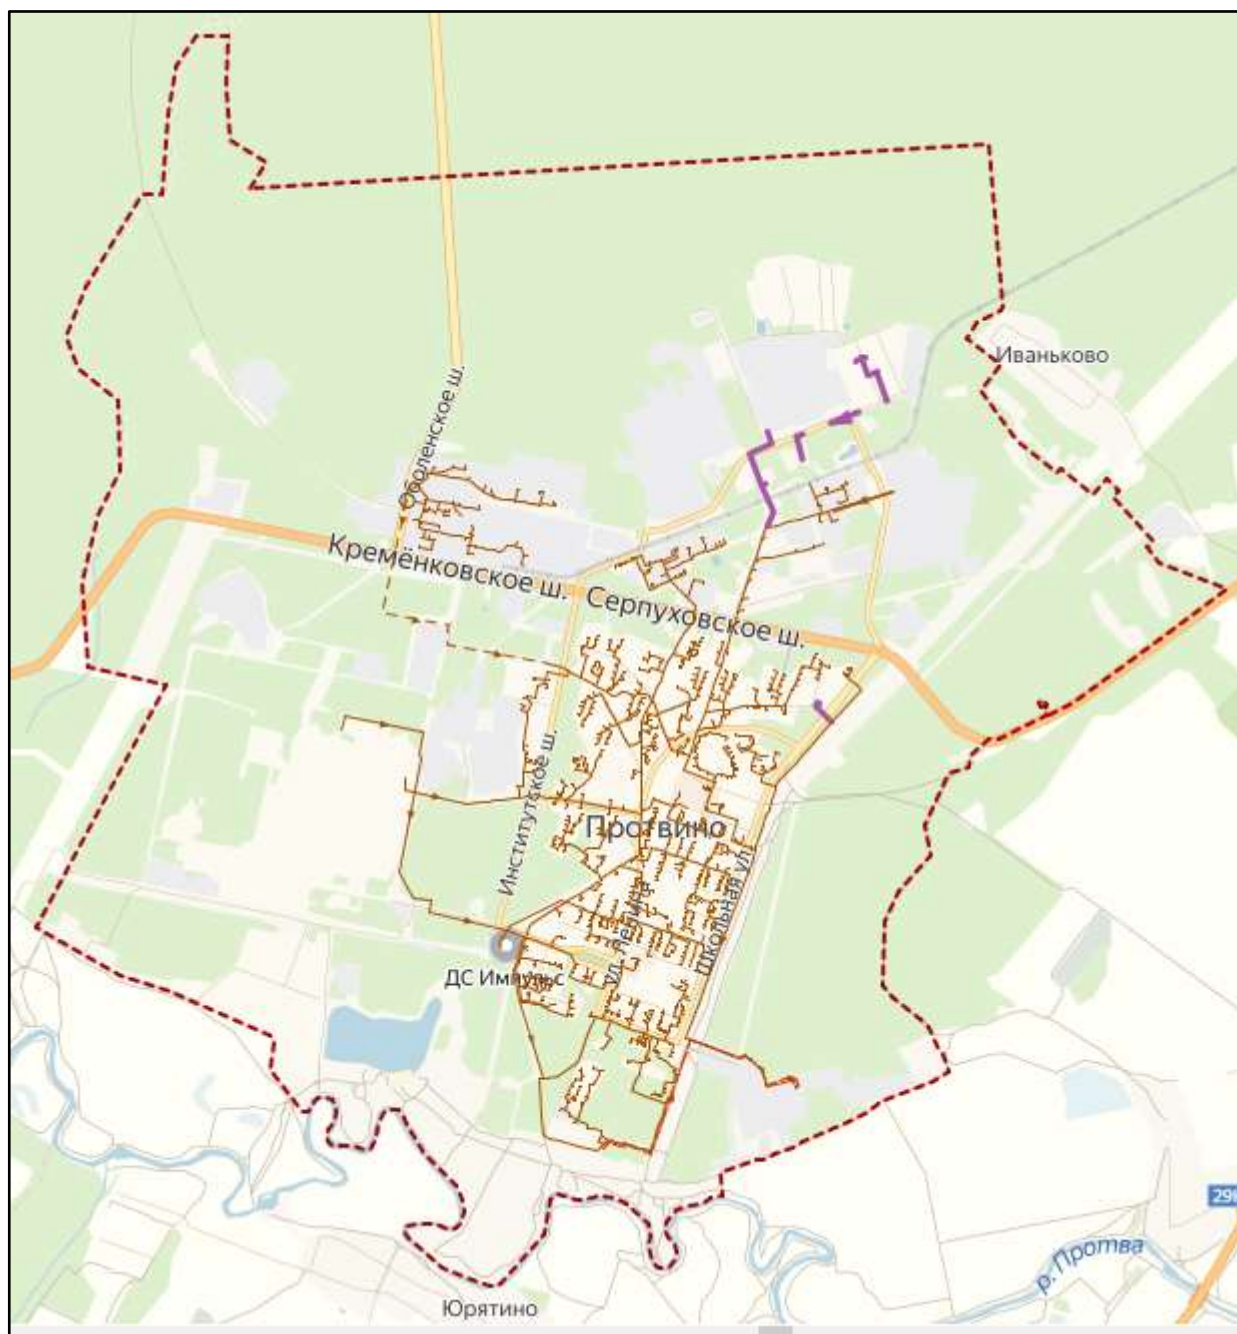 Иваньково
Оболенское ш.
Кремёнковское ш.
Серпуховское ш.
Институтское ш.
Протвино
ул. Ленина
Школьная ул.
ДС Импульс
р. Протва
Юрятино